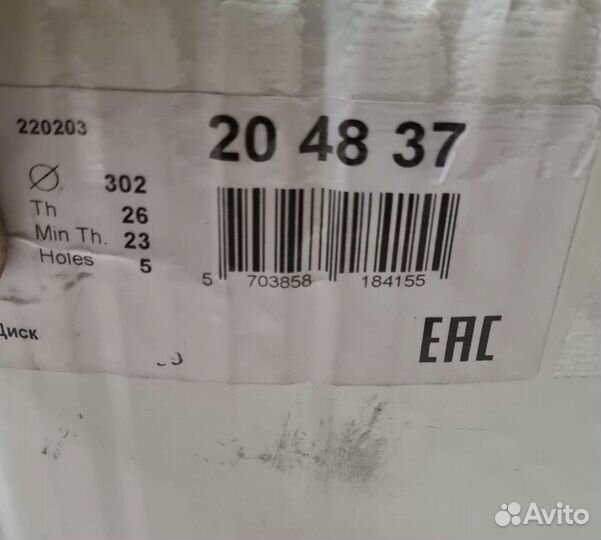 220203 20 48 37
⌀ 302
Th 26
Min Th. 23
Holes 5
5 703858 184155
Диск
EAC
Avito